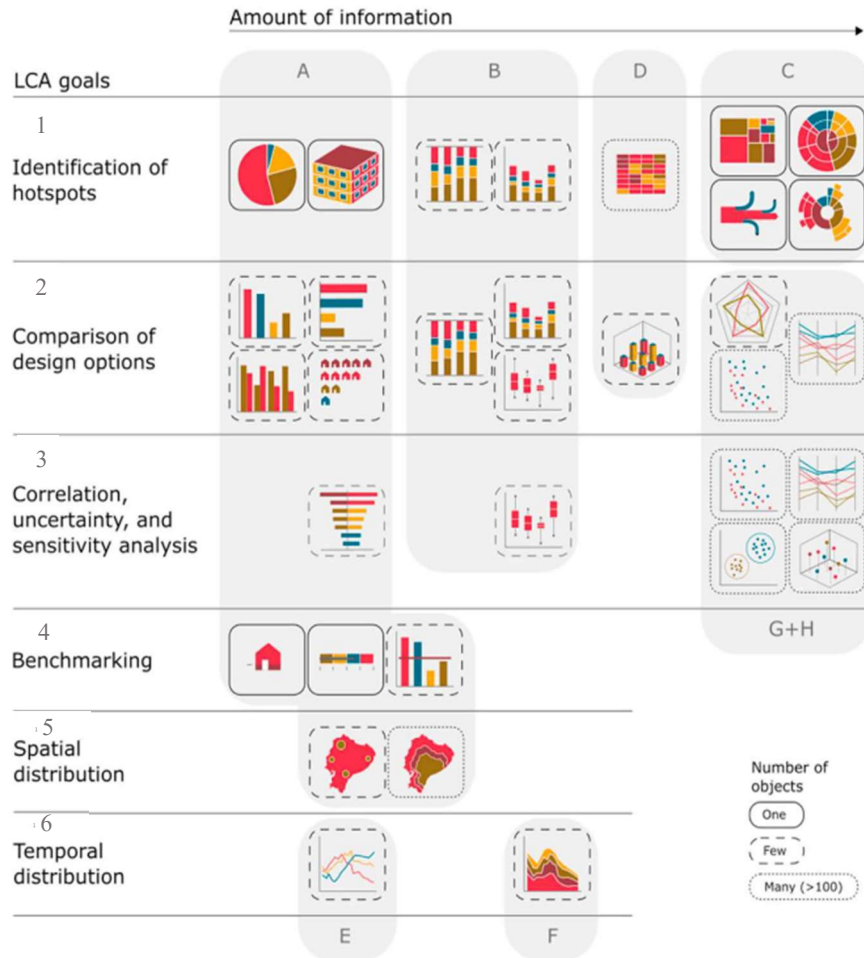 Amount of information
LCA goals
A
B
D
C
1
Identification of
hotspots
2
Comparison of
design options
3
Correlation,
uncertainty, and
sensitivity analysis
4
Benchmarking
G+H
5
Spatial
distribution
6
Temporal
distribution
E
F
Number of
objects
One
Few
Many (>100)